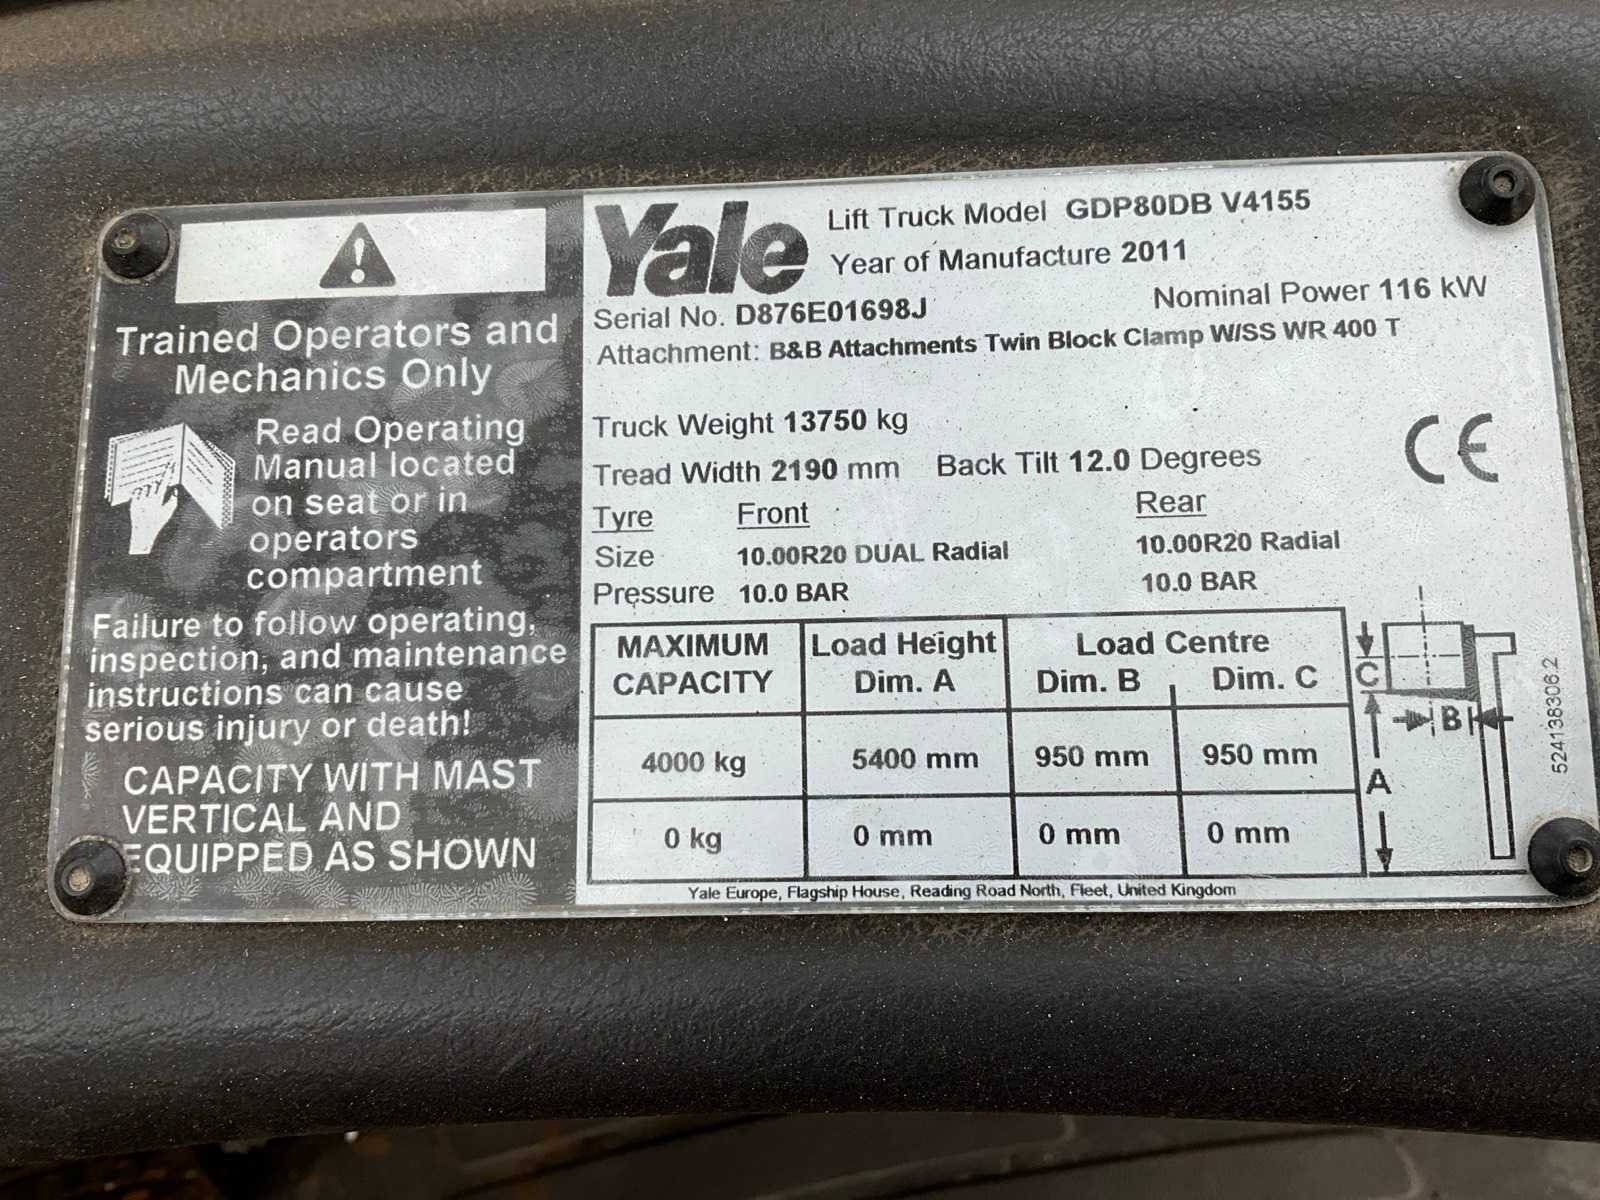 Trained Operators and
Mechanics Only
Read Operating
Manual located
on seat or in
operators
compartment
Failure to follow operating,
inspection, and maintenance
instructions can cause
serious injury or death!
CAPACITY WITH MAST
VERTICAL AND
EQUIPPED AS SHOWN
Yale
Lift Truck Model GDP80DB V4155
Year of Manufacture 2011
Serial No. D876E01698J Nominal Power 116 kW
Attachment: B&B Attachments Twin Block Clamp W/SS WR 400 T
Truck Weight 13750 kg
CE
Tread Width 2190 mm Back Tilt 12.0 Degrees
Tyre Front Rear
Size 10.00R20 DUAL Radial 10.00R20 Radial
Pressure 10.0 BAR 10.0 BAR
MAXIMUM Load Height Load Centre
CAPACITY Dim. A Dim. B Dim. C
4000 kg 5400 mm 950 mm 950 mm
0 kg 0 mm 0 mm 0 mm
C
B
A
524138306.2
Yale Europe, Flagship House, Reading Road North, Fleet, United Kingdom